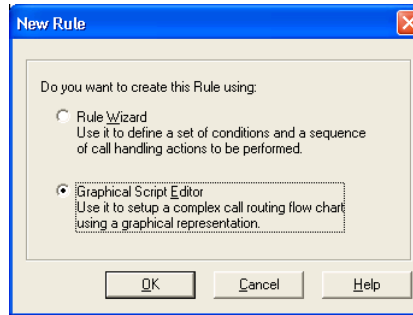 New Rule
Do you want to create this Rule using:
Rule Wizard
Use it to define a set of conditions and a sequence
of call handling actions to be performed.
Graphical Script Editor
Use it to setup a complex call routing flow chart
using a graphical representation.
OK Cancel Help